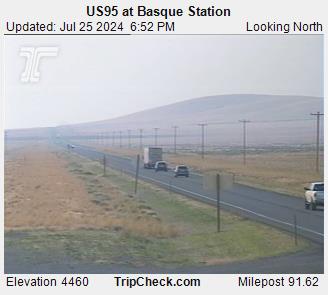 US95 at Basque Station
Updated: Jul 25 2024 6:52 PM Looking North
Elevation 4460 TripCheck.com Milepost 91.62